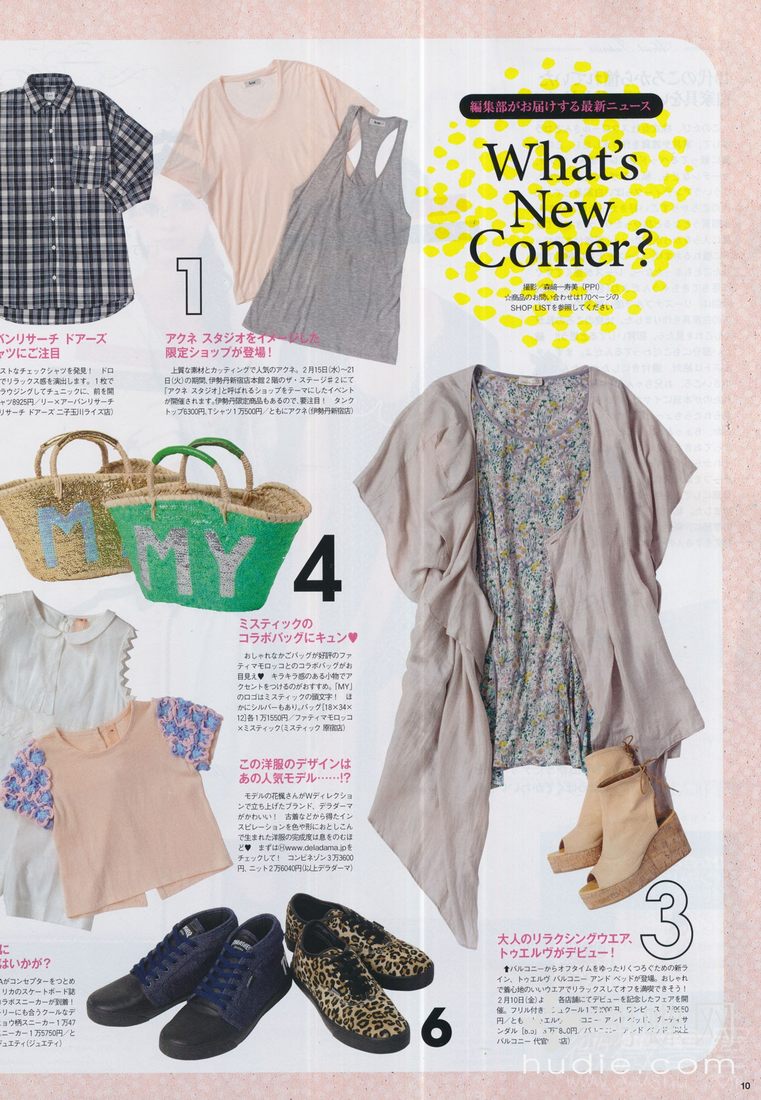 編集部がお届けする最新ニュース
What's
New
Comer?
撮影／森﨑一寿美（PPI）
☆商品のお問い合わせは170ページの
SHOP LISTを参照してください
1
アクネ スタジオをイメージした
限定ショップが登場！
上質な素材とカッティングで人気のアクネ。2月15日(水)〜21
日(火)の期間、伊勢丹新宿店本館2階のザ・ステージ#2にて
「アクネ スタジオ」と呼ばれるショップをテーマにしたイベント
が開催されます。伊勢丹限定商品もあるので、要注目！ タンク
トップ6300円、Tシャツ1万500円／ともにアクネ(伊勢丹新宿店)
バンリサーチ ドアーズ
ャツにご注目
ストなチェックシャツを発見！ ドロ
でリラックス感を演出します。1枚で
ラウジングしてチュニックに、前を開
ャツ8925円／リー×アーバンリサーチ
リサーチ ドアーズ 二子玉川ライズ店)
M
MY
4
ミスティックの
コラボバッグにキュン♥
おしゃれなかごバッグが好評のファ
ティマモロッコとのコラボバッグがお
目見え♥ キラキラ感のある小物でア
クセントをつけるのがおすすめ。「MY」
のロゴはミスティックの頭文字！ ほ
かにシルバーもあり。バッグ[18×34×
12]各1万1550円／ファティマモロッコ
×ミスティック(ミスティック 原宿店)
この洋服のデザインは
あの人気モデル……!?
モデルの花楓さんがWディレクショ
ンで立ち上げたブランド、デラダーマ
がかわいい！ 古着などから得たイン
スピレーションを色や形におとしこん
で生まれた洋服の完成度は息をのむほ
ど♥ まずはⒽwww.deladama.jpを
チェックして！ コンビネゾン3万3600
円、ニット2万6040円(以上デラダーマ)
3
大人のリラクシングウエア、
トゥエルヴがデビュー！
⬆バルコニーからオフタイムをゆったりくつろぐための新ラ
イン、トゥエルヴ バルコニー アンド ベッドが登場。おしゃれ
で着心地のいいウエアでリラックスしてオフを満喫できそう！
2月10日(金)よ 各店舗にてデビューを記念したフェアを開
催。フリル付き
バルコニー 代官
に
はいかが？
Aがコンセプターをつとめ
リカのスケートボード誌
コラボスニーカーが到着！
ーリーにも合うクールなデ
ョウ柄スニーカー1万47
スニーカー1万5750円／と
ジュエティ(ジュエティ)
6
hudie.com
10